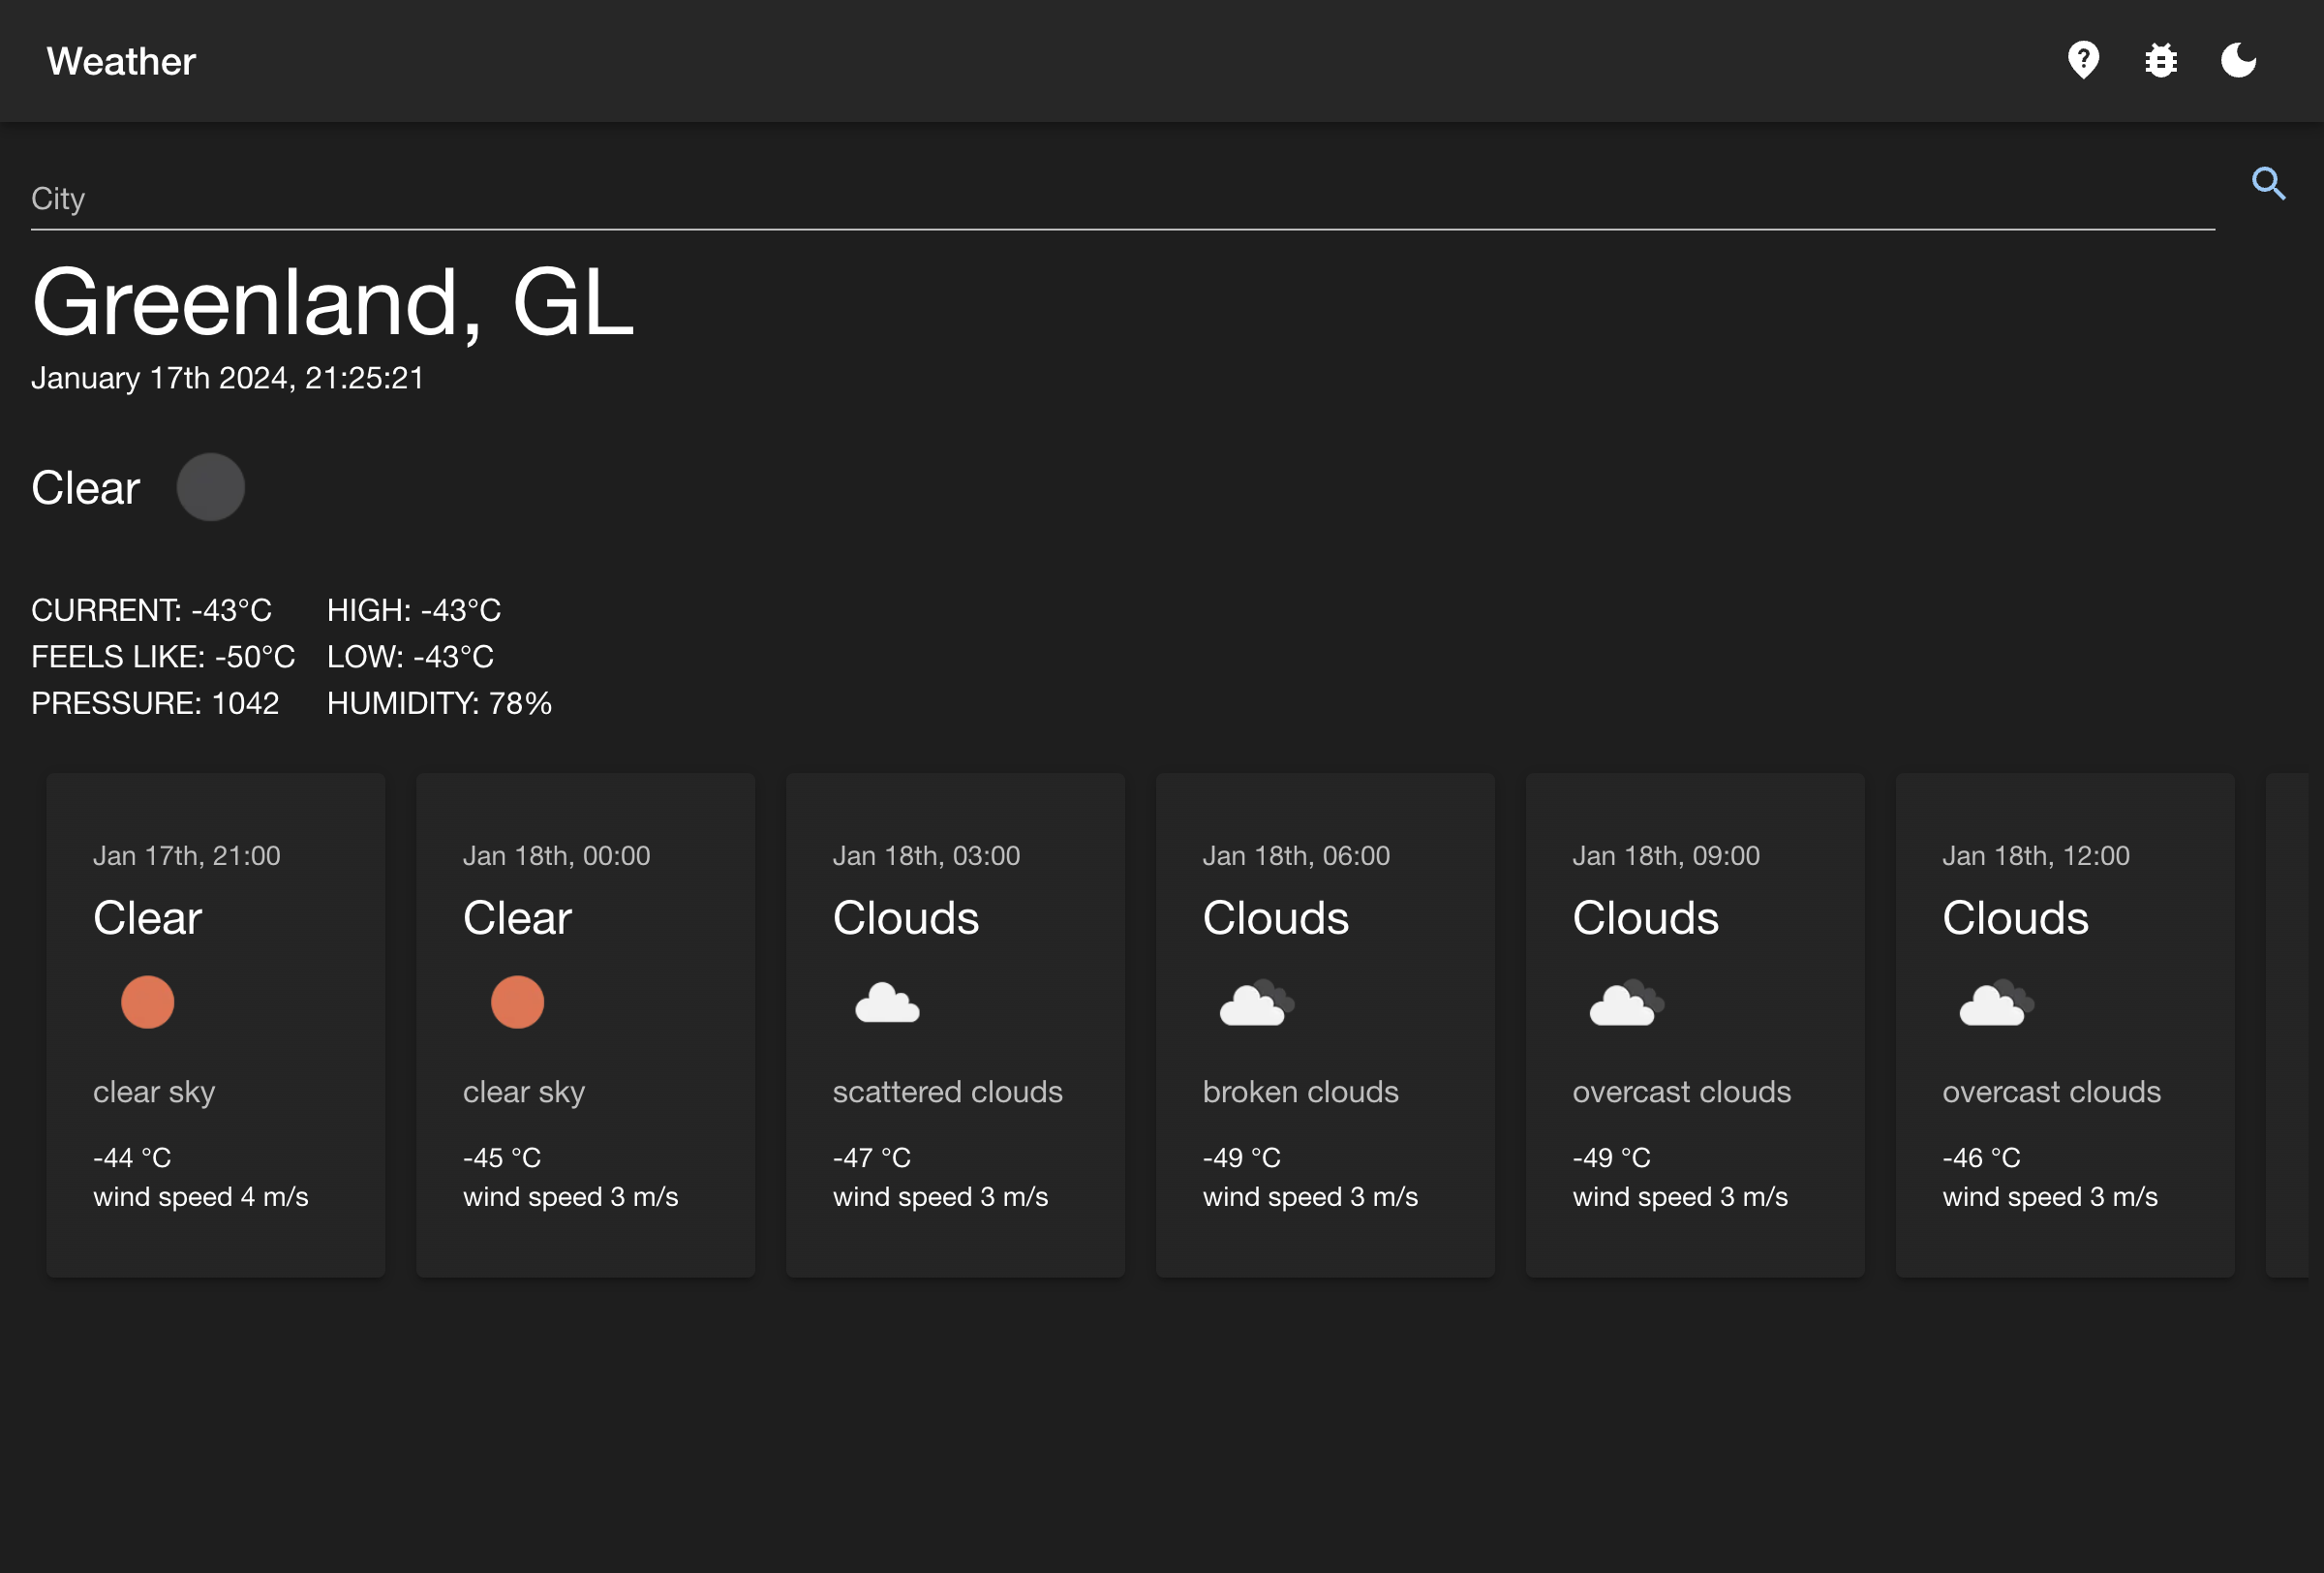 Weather
City
Greenland, GL
January 17th 2024, 21:25:21
Clear
CURRENT: -43°C
HIGH: -43°C
FEELS LIKE: -50°C
LOW: -43°C
PRESSURE: 1042
HUMIDITY: 78%
Jan 17th, 21:00
Clear
clear sky
-44 °C
wind speed 4 m/s
Jan 18th, 00:00
Clear
clear sky
-45 °C
wind speed 3 m/s
Jan 18th, 03:00
Clouds
scattered clouds
-47 °C
wind speed 3 m/s
Jan 18th, 06:00
Clouds
broken clouds
-49 °C
wind speed 3 m/s
Jan 18th, 09:00
Clouds
overcast clouds
-49 °C
wind speed 3 m/s
Jan 18th, 12:00
Clouds
overcast clouds
-46 °C
wind speed 3 m/s